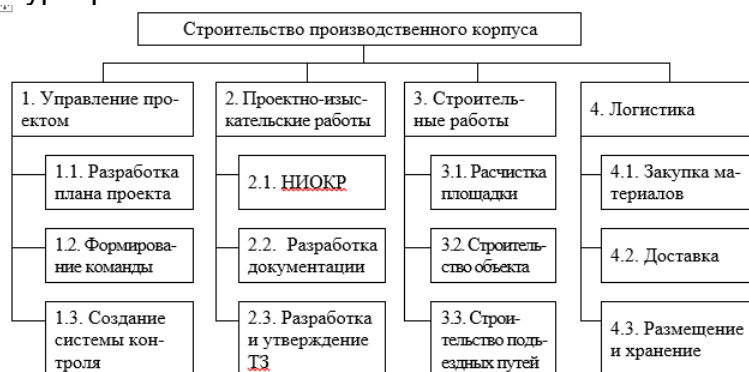 Строительство производственного корпуса
1. Управление про-
ектом
1.1. Разработка
плана проекта
1.2. Формирова-
ние команды
1.3. Создание
системы кон-
троля
2. Проектно-изыс-
кательские работы
2.1. НИОКР
2.2. Разработка
документации
2.3. Разработка
и утверждение
ТЗ
3. Строитель-
ные работы
3.1. Расчистка
площадки
3.2. Строитель-
ство объекта
3.3. Строи-
тельство подъ-
ездных путей
4. Логистика
4.1. Закупка ма-
териалов
4.2. Доставка
4.3. Размещение
и хранение